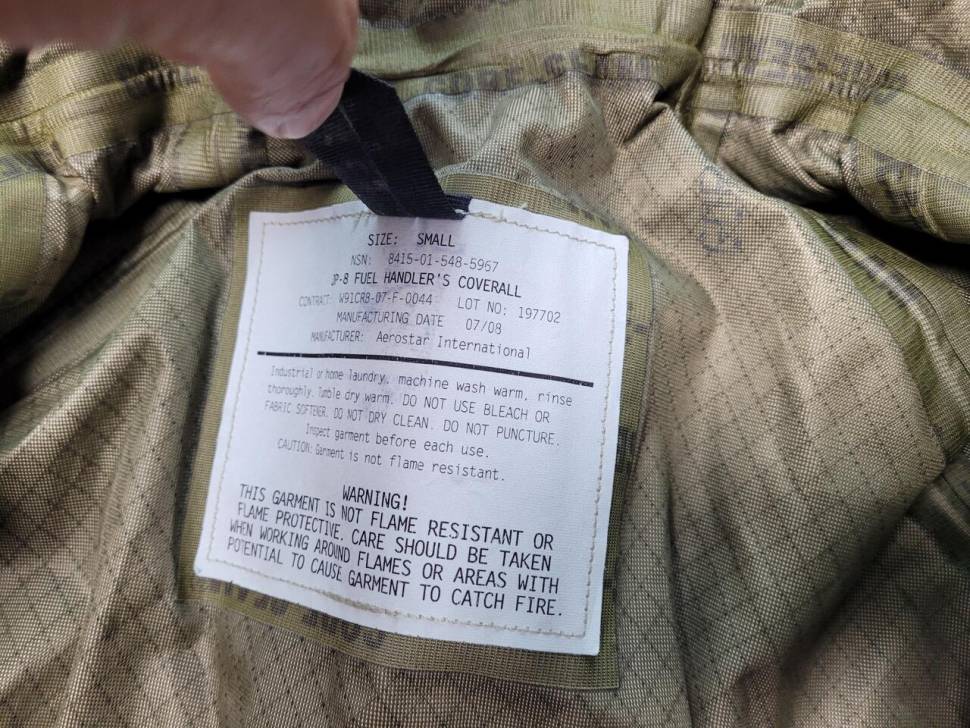 SIZE: SMALL
NSN: 8415-01-548-5967
JP-8 FUEL HANDLER'S COVERALL
CONTRACT: W91CRB-07-F-0044 LOT NO: 197702
MANUFACTURING DATE 07/08
MANUFACTURER: Aerostar International
Industrial or home laundry, machine wash warm, rinse
thoroughly. Tumble dry warm. DO NOT USE BLEACH OR
FABRIC SOFTENER. DO NOT DRY CLEAN. DO NOT PUNCTURE.
Inspect garment before each use.
CAUTION: Garment is not flame resistant.
WARNING!
THIS GARMENT IS NOT FLAME RESISTANT OR
FLAME PROTECTIVE. CARE SHOULD BE TAKEN
WHEN WORKING AROUND FLAMES OR AREAS WITH
POTENTIAL TO CAUSE GARMENT TO CATCH FIRE.